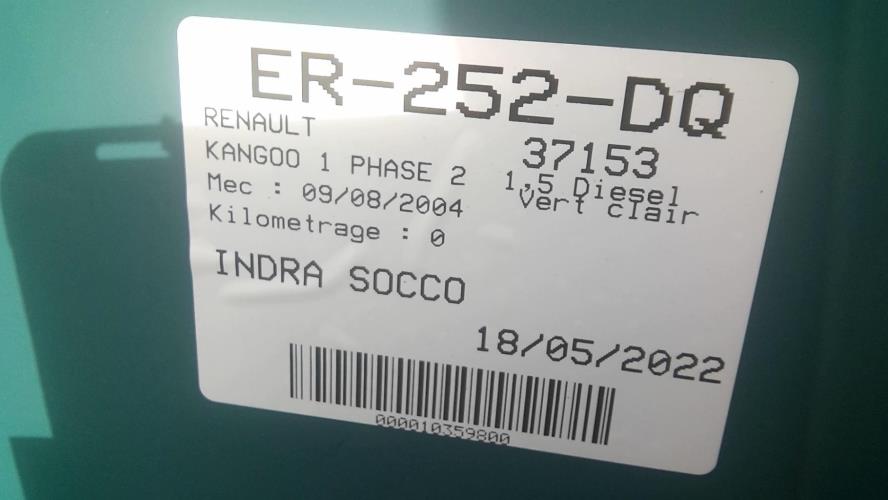 ER-252-DQ
RENAULT
37153
KANGOO 1 PHASE 2
1,5 Diesel
Mec : 09/08/2004
Vert clair
Kilometrage : 0
INDRA SOCCO
18/05/2022
000010359800